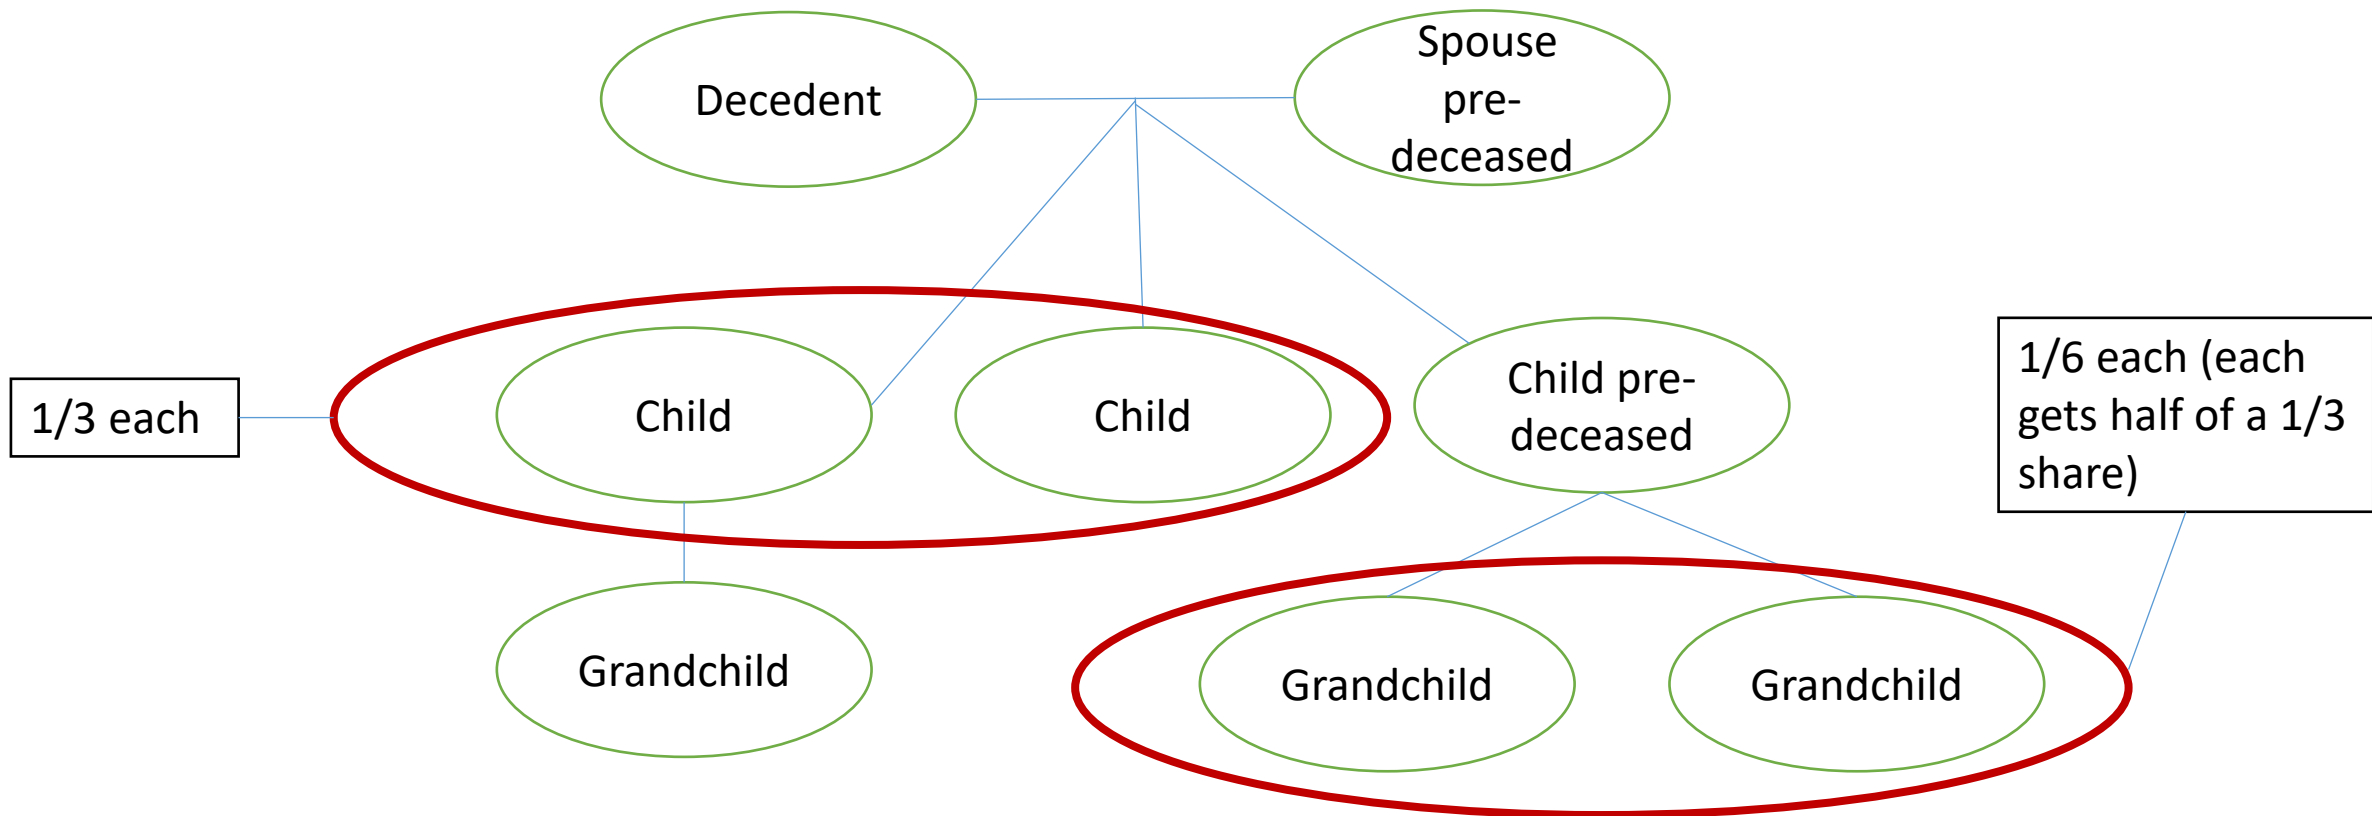 Decedent
Spouse
pre-
deceased
1/3 each
Child
Child
Child pre-
deceased
1/6 each (each
gets half of a 1/3
share)
Grandchild
Grandchild
Grandchild